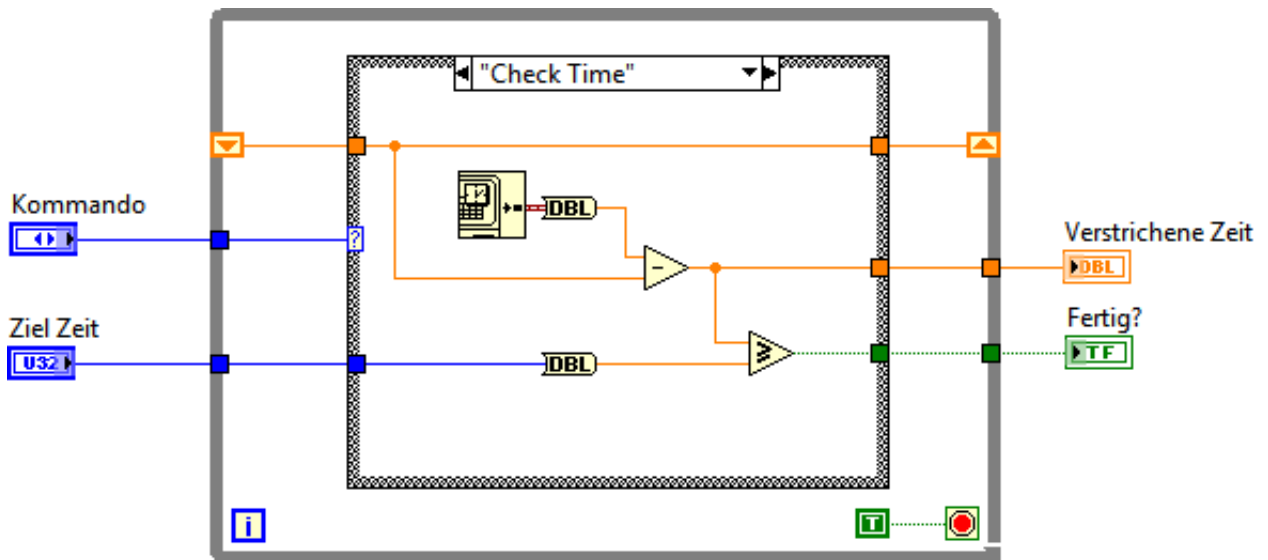 "Check Time"
Kommando
?
DBL
Verstrichene Zeit
DBL
Ziel Zeit
Fertig?
U32
DBL
TF
i
T